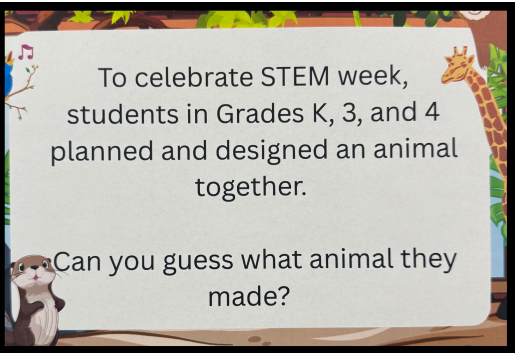 To celebrate STEM week,
students in Grades K, 3, and 4
planned and designed an animal
together.
Can you guess what animal they
made?